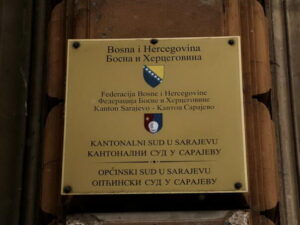 Bosna i Hercegovina
Босна и Херцеговина
Federacija Bosne i Hercegovine
Федерација Босне и Херцеговине
Kanton Sarajevo - Кантон Сарајево
KANTONALNI SUD U SARAJEVU
КАНТОНАЛНИ СУД У САРАЈЕВУ
OPĆINSKI SUD U SARAJEVU
ОПЋИНСКИ СУД У САРАЈЕВУ